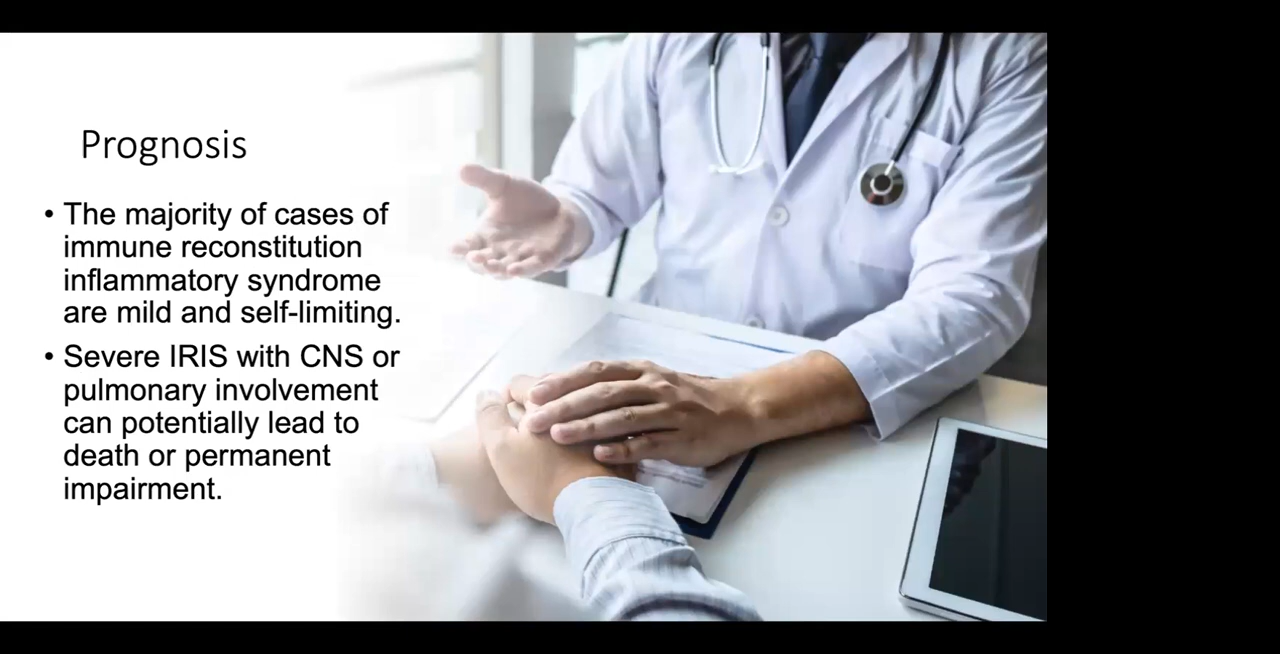 Prognosis
• The majority of cases of
immune reconstitution
inflammatory syndrome
are mild and self-limiting.
• Severe IRIS with CNS or
pulmonary involvement
can potentially lead to
death or permanent
impairment.